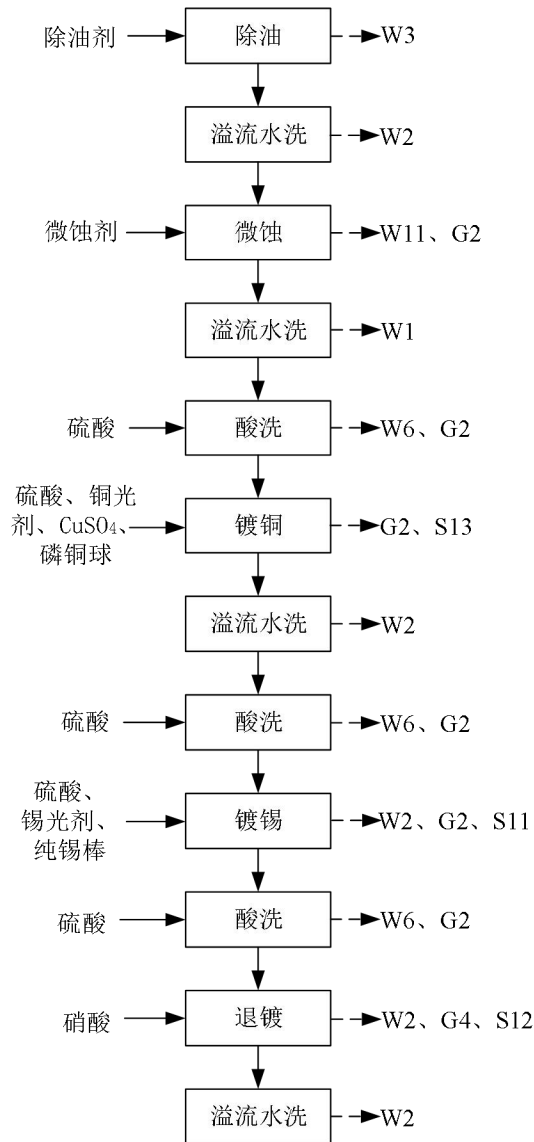 除油剂
除油
W3
溢流水洗
W2
微蚀剂
微蚀
W11、G2
溢流水洗
W1
硫酸
酸洗
W6、G2
硫酸、铜光
剂、CuSO₄、
磷铜球
镀铜
G2、S13
溢流水洗
W2
硫酸
酸洗
W6、G2
硫酸、
锡光剂、
纯锡棒
镀锡
W2、G2、S11
硫酸
酸洗
W6、G2
硝酸
退镀
W2、G4、S12
溢流水洗
W2